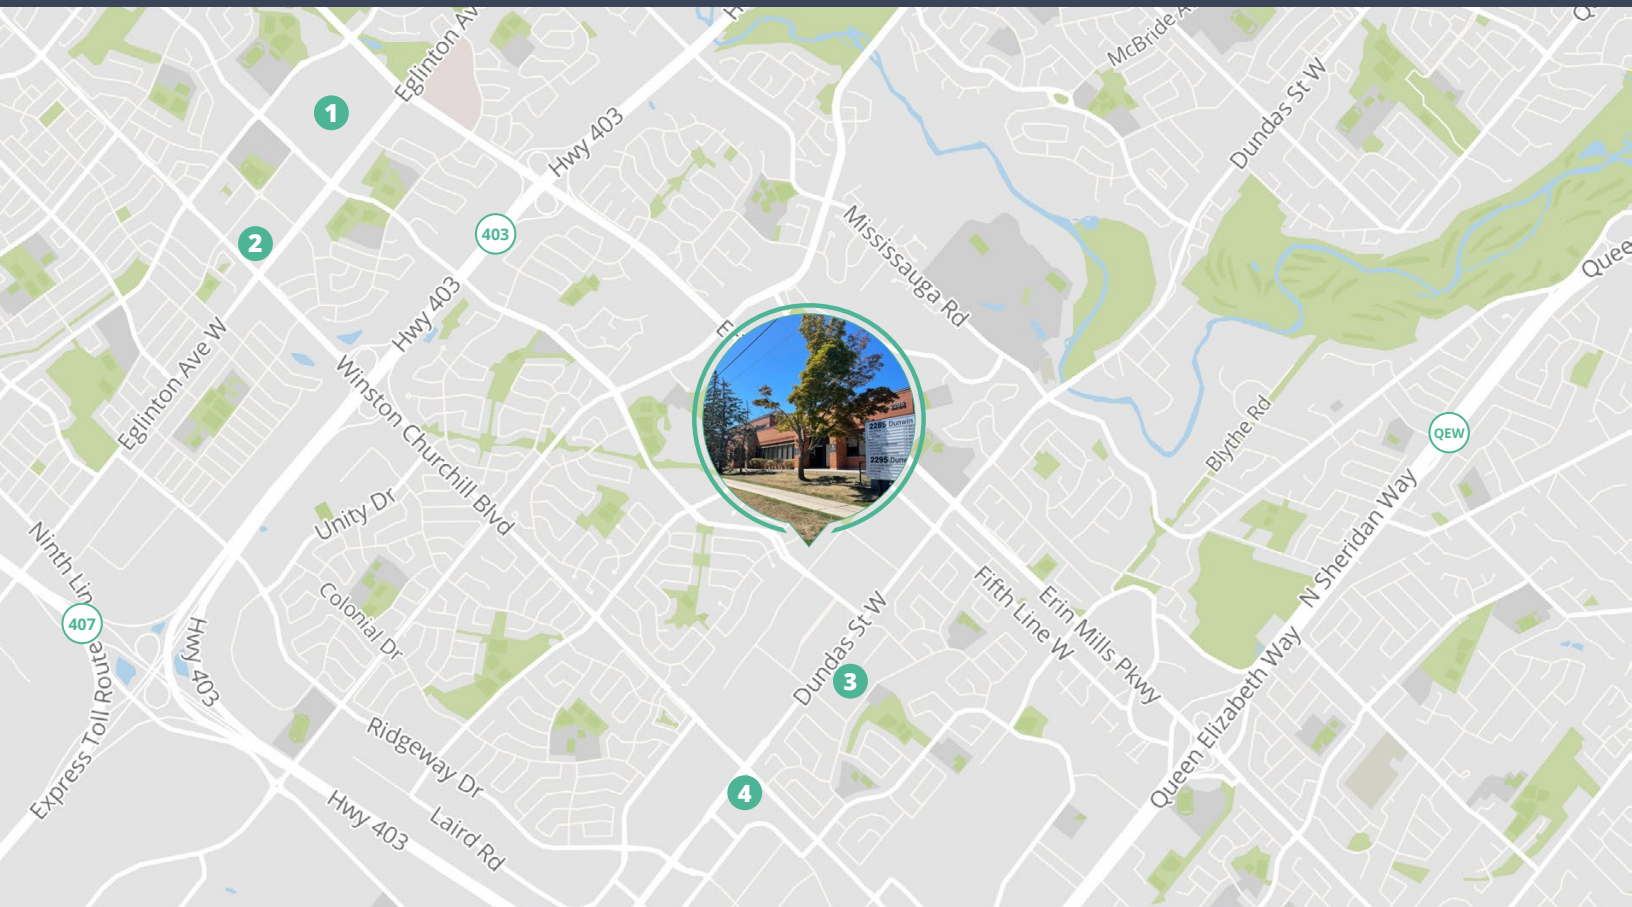 McBride A
Eglinton Av
1
Hwy 403
Dundas St W
2
403
Mississauga Rd
Quee
Hwy 403
E
Eglinton Ave W
Winston Churchill Blvd
2285 Dunwin
2295 Dunw
Blythe Rd
QEW
Unity Dr
N Sheridan Way
Ninth Lin
Colonial Dr
Fifth Line W
Erin Mills Pkwy
407
Hwy 403
Dundas St W
3
Queen Elizabeth Way
Express Toll Route
Ridgeway Dr
4
Hwy 403
Laird Rd